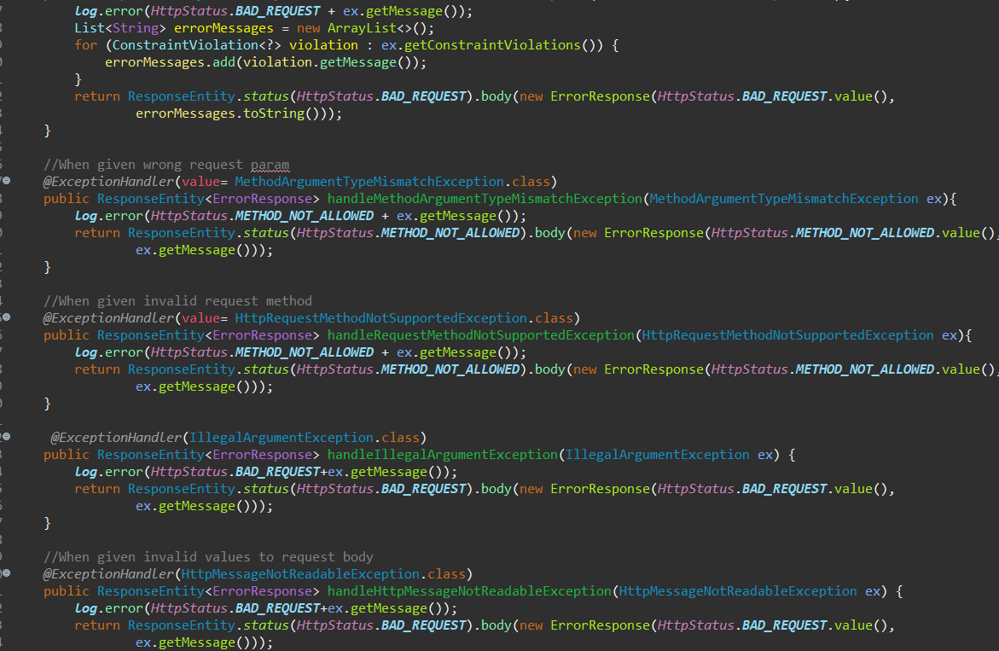 log.error(HttpStatus.BAD_REQUEST + ex.getMessage());
List<String> errorMessages = new ArrayList<>();
for (ConstraintViolation<?> violation : ex.getConstraintViolations()) {
errorMessages.add(violation.getMessage());
}
return ResponseEntity.status(HttpStatus.BAD_REQUEST).body(new ErrorResponse(HttpStatus.BAD_REQUEST.value(),
errorMessages.toString()));
}
//When given wrong request param
@ExceptionHandler(value= MethodArgumentTypeMismatchException.class)
public ResponseEntity<ErrorResponse> handleMethodArgumentTypeMismatchException(MethodArgumentTypeMismatchException ex){
log.error(HttpStatus.METHOD_NOT_ALLOWED + ex.getMessage());
return ResponseEntity.status(HttpStatus.METHOD_NOT_ALLOWED).body(new ErrorResponse(HttpStatus.METHOD_NOT_ALLOWED.value(),
ex.getMessage()));
}
//When given invalid request method
@ExceptionHandler(value= HttpRequestMethodNotSupportedException.class)
public ResponseEntity<ErrorResponse> handleRequestMethodNotSupportedException(HttpRequestMethodNotSupportedException ex){
log.error(HttpStatus.METHOD_NOT_ALLOWED + ex.getMessage());
return ResponseEntity.status(HttpStatus.METHOD_NOT_ALLOWED).body(new ErrorResponse(HttpStatus.METHOD_NOT_ALLOWED.value(),
ex.getMessage()));
}
@ExceptionHandler(IllegalArgumentException.class)
public ResponseEntity<ErrorResponse> handleIllegalArgumentException(IllegalArgumentException ex) {
log.error(HttpStatus.BAD_REQUEST+ex.getMessage());
return ResponseEntity.status(HttpStatus.BAD_REQUEST).body(new ErrorResponse(HttpStatus.BAD_REQUEST.value(),
ex.getMessage()));
}
//When given invalid values to request body
@ExceptionHandler(HttpMessageNotReadableException.class)
public ResponseEntity<ErrorResponse> handleHttpMessageNotReadableException(HttpMessageNotReadableException ex) {
log.error(HttpStatus.BAD_REQUEST+ex.getMessage());
return ResponseEntity.status(HttpStatus.BAD_REQUEST).body(new ErrorResponse(HttpStatus.BAD_REQUEST.value(),
ex.getMessage()));